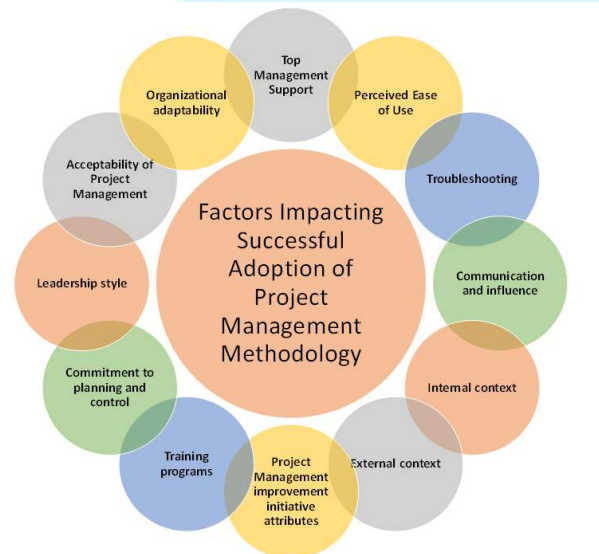 Factors Impacting
Successful
Adoption of
Project
Management
Methodology
Top
Management
Support
Perceived Ease
of Use
Troubleshooting
Communication
and influence
Internal context
External context
Project
Management
improvement
initiative
attributes
Training
programs
Commitment to
planning and
control
Leadership style
Acceptability of
Project
Management
Organizational
adaptability